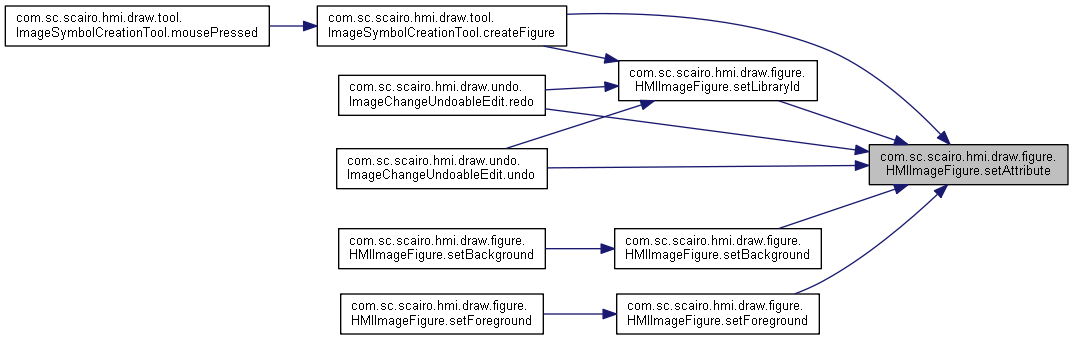 com.sc.scairo.hmi.draw.tool.
ImageSymbolCreationTool.mousePressed
com.sc.scairo.hmi.draw.tool.
ImageSymbolCreationTool.createFigure
com.sc.scairo.hmi.draw.figure.
HMIImageFigure.setLibraryId
com.sc.scairo.hmi.draw.undo.
ImageChangeUndoableEdit.redo
com.sc.scairo.hmi.draw.figure.
HMIImageFigure.setAttribute
com.sc.scairo.hmi.draw.undo.
ImageChangeUndoableEdit.undo
com.sc.scairo.hmi.draw.figure.
HMIImageFigure.setBackground
com.sc.scairo.hmi.draw.figure.
HMIImageFigure.setBackground
com.sc.scairo.hmi.draw.figure.
HMIImageFigure.setForeground
com.sc.scairo.hmi.draw.figure.
HMIImageFigure.setForeground